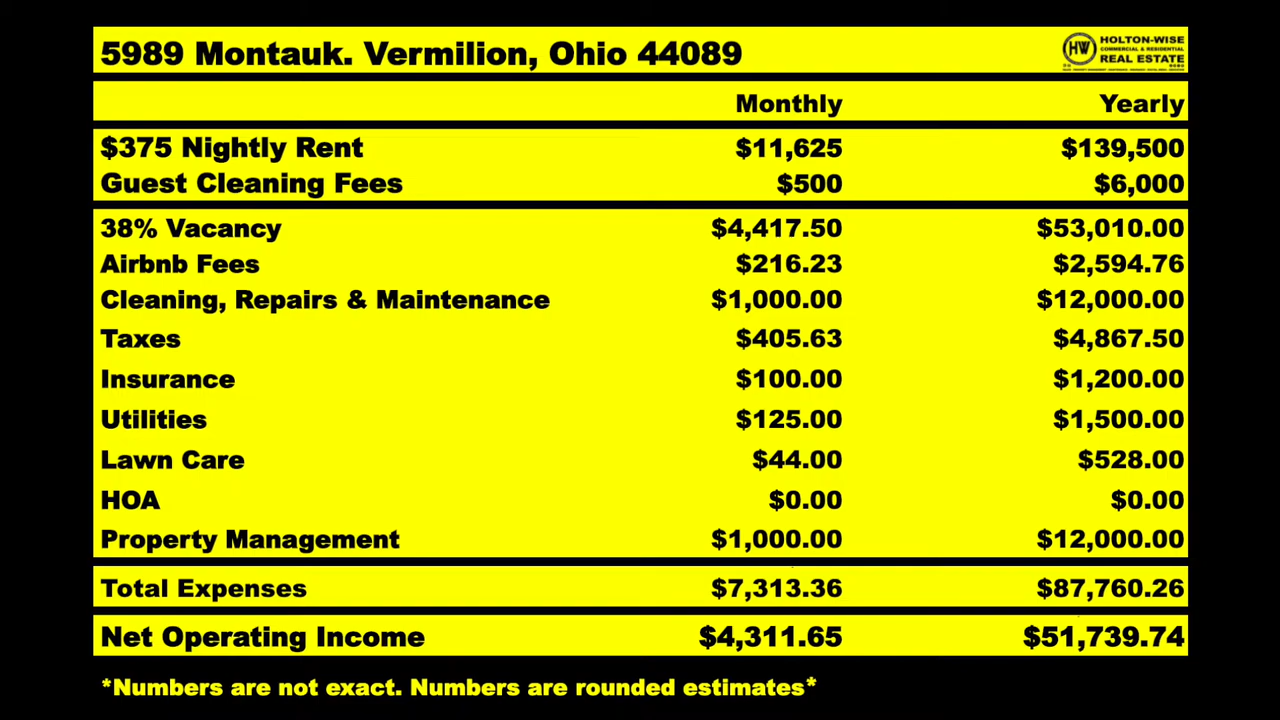 5989 Montauk. Vermilion, Ohio 44089
HW
HOLTON-WISE
COMMERCIAL & RESIDENTIAL
REAL ESTATE
Monthly Yearly
$375 Nightly Rent $11,625 $139,500
Guest Cleaning Fees $500 $6,000
38% Vacancy $4,417.50 $53,010.00
Airbnb Fees $216.23 $2,594.76
Cleaning, Repairs & Maintenance $1,000.00 $12,000.00
Taxes $405.63 $4,867.50
Insurance $100.00 $1,200.00
Utilities $125.00 $1,500.00
Lawn Care $44.00 $528.00
HOA $0.00 $0.00
Property Management $1,000.00 $12,000.00
Total Expenses $7,313.36 $87,760.26
Net Operating Income $4,311.65 $51,739.74
*Numbers are not exact. Numbers are rounded estimates*